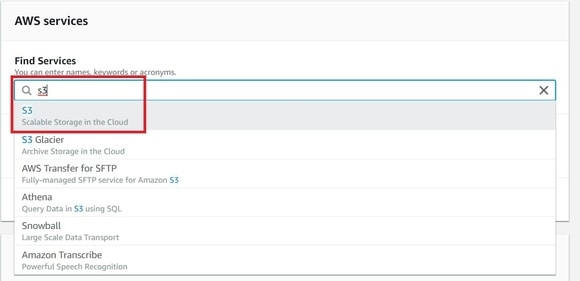 AWS services
Find Services
You can enter names, keywords or acronyms.
s3
S3
Scalable Storage in the Cloud
S3 Glacier
Archive Storage in the Cloud
AWS Transfer for SFTP
Fully-managed SFTP service for Amazon S3
Athena
Query Data in S3 using SQL
Snowball
Large Scale Data Transport
Amazon Transcribe
Powerful Speech Recognition